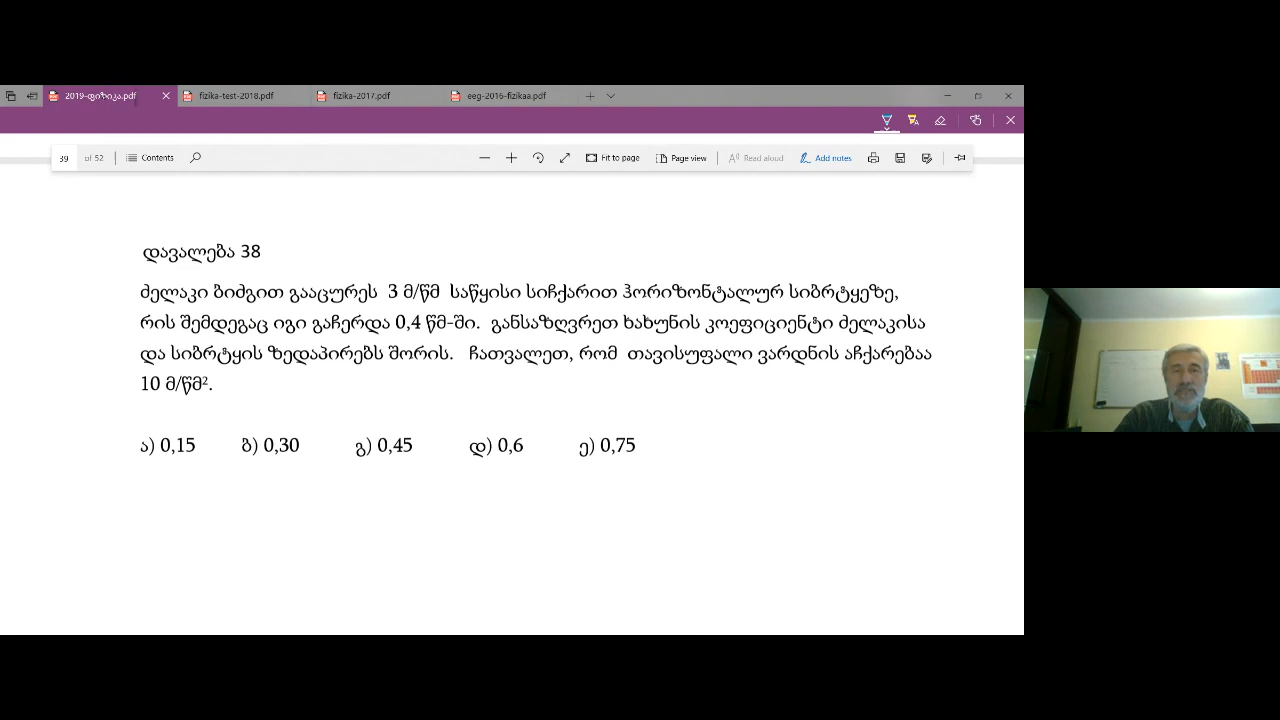 2019-ფიზიკა.pdf fizika-test-2018.pdf fizika-2017.pdf eeg-2016-fizikaa.pdf
39 of 52 Contents Fit to page Page view Read aloud Add notes
დავალება 38
ძელაკი ბიძგით გააცურეს 3 მ/წმ საწყისი სიჩქარით ჰორიზონტალურ სიბრტყეზე,
რის შემდეგაც იგი გაჩერდა 0,4 წმ-ში. განსაზღვრეთ ხახუნის კოეფიციენტი ძელაკისა
და სიბრტყის ზედაპირებს შორის. ჩათვალეთ, რომ თავისუფალი ვარდნის აჩქარებაა
10 მ/წმ².
ა) 0,15 ბ) 0,30 გ) 0,45 დ) 0,6 ე) 0,75